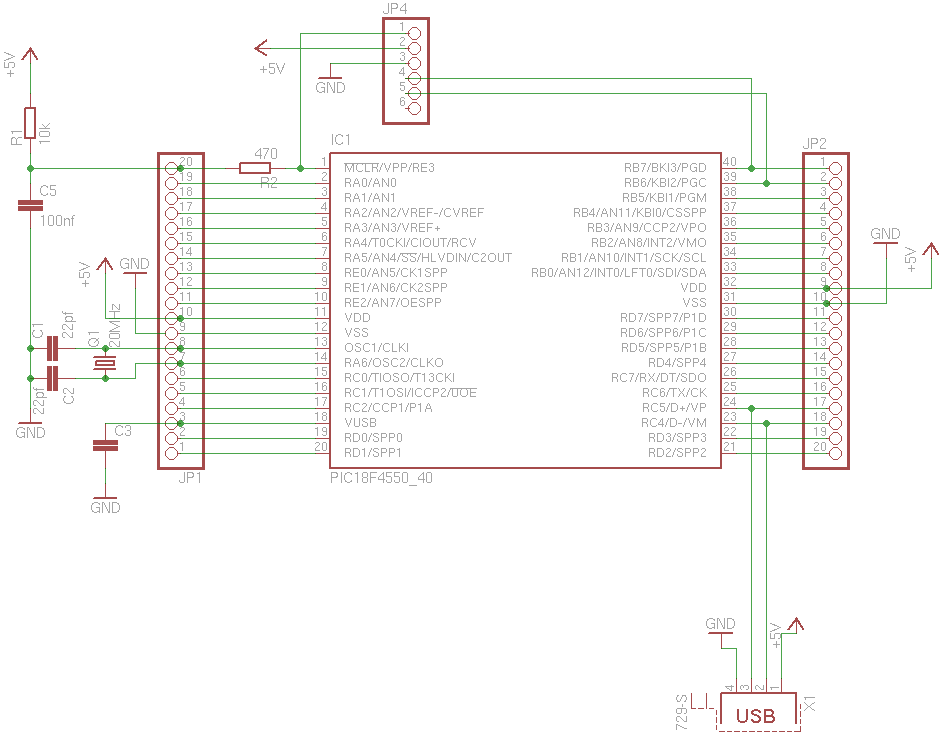 JP4
1
2
3
4
5
6
+5V
GND
+5V
R1
10k
C5
100nf
470
R2
IC1
PIC18F4550_40
1 MCLR/VPP/RE3
2 RA0/AN0
3 RA1/AN1
4 RA2/AN2/VREF-/CVREF
5 RA3/AN3/VREF+
6 RA4/T0CKI/CIOUT/RCV
7 RA5/AN4/SS/HLVDIN/C2OUT
8 RE0/AN5/CK1SPP
9 RE1/AN6/CK2SPP
10 RE2/AN7/OESPP
11 VDD
12 VSS
13 OSC1/CLKI
14 RA6/OSC2/CLKO
15 RC0/TIOSO/T13CKI
16 RC1/T1OSI/ICCP2/UOE
17 RC2/CCP1/P1A
18 VUSB
19 RD0/SPP0
20 RD1/SPP1
RB7/BKI3/PGD 40
RB6/KBI2/PGC 39
RB5/KBI1/PGM 38
RB4/AN11/KBI0/CSSPP 37
RB3/AN9/CCP2/VPO 36
RB2/AN8/INT2/VMO 35
RB1/AN10/INT1/SCK/SCL 34
RB0/AN12/INT0/LFT0/SDI/SDA 33
VDD 32
VSS 31
RD7/SPP7/P1D 30
RD6/SPP6/P1C 29
RD5/SPP5/P1B 28
RD4/SPP4 27
RC7/RX/DT/SDO 26
RC6/TX/CK 25
RC5/D+/VP 24
RC4/D-/VM 23
RD3/SPP3 22
RD2/SPP2 21
20
19
18
17
16
15
14
13
12
11
10
9
8
7
6
5
4
3
2
1
JP1
JP2
1
2
3
4
5
6
7
8
9
10
11
12
13
14
15
16
17
18
19
20
GND
+5V
+5V
GND
C1
22pf
Q1
20MHz
22pf
C2
GND
C3
GND
GND
+5V
4
3
2
1
729-S
USB
X1